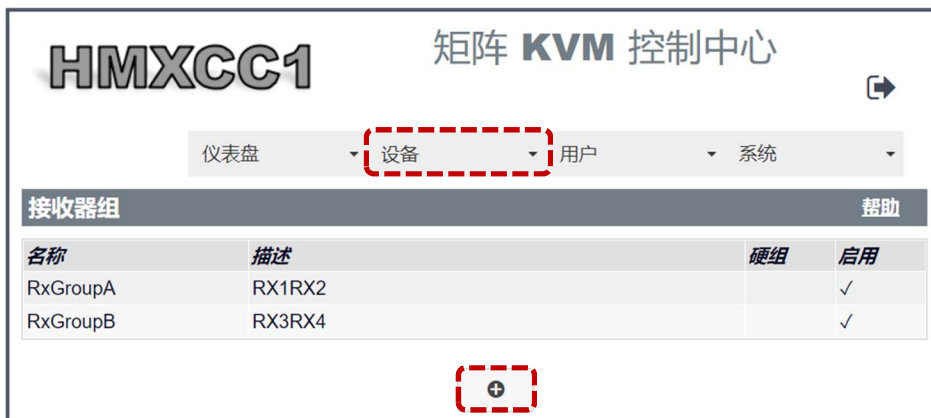 HMXCC1
矩阵 KVM 控制中心
仪表盘 设备 用户 系统
接收器组 帮助
名称 描述 硬组 启用
RxGroupA RX1RX2 √
RxGroupB RX3RX4 √